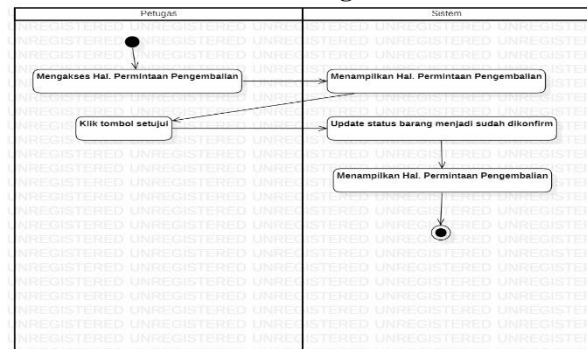 Petugas
Sistem
Mengakses Hal. Permintaan Pengembalian
Menampilkan Hal. Permintaan Pengembalian
Klik tombol setujui
Update status barang menjadi sudah dikonfirm
Menampilkan Hal. Permintaan Pengembalian